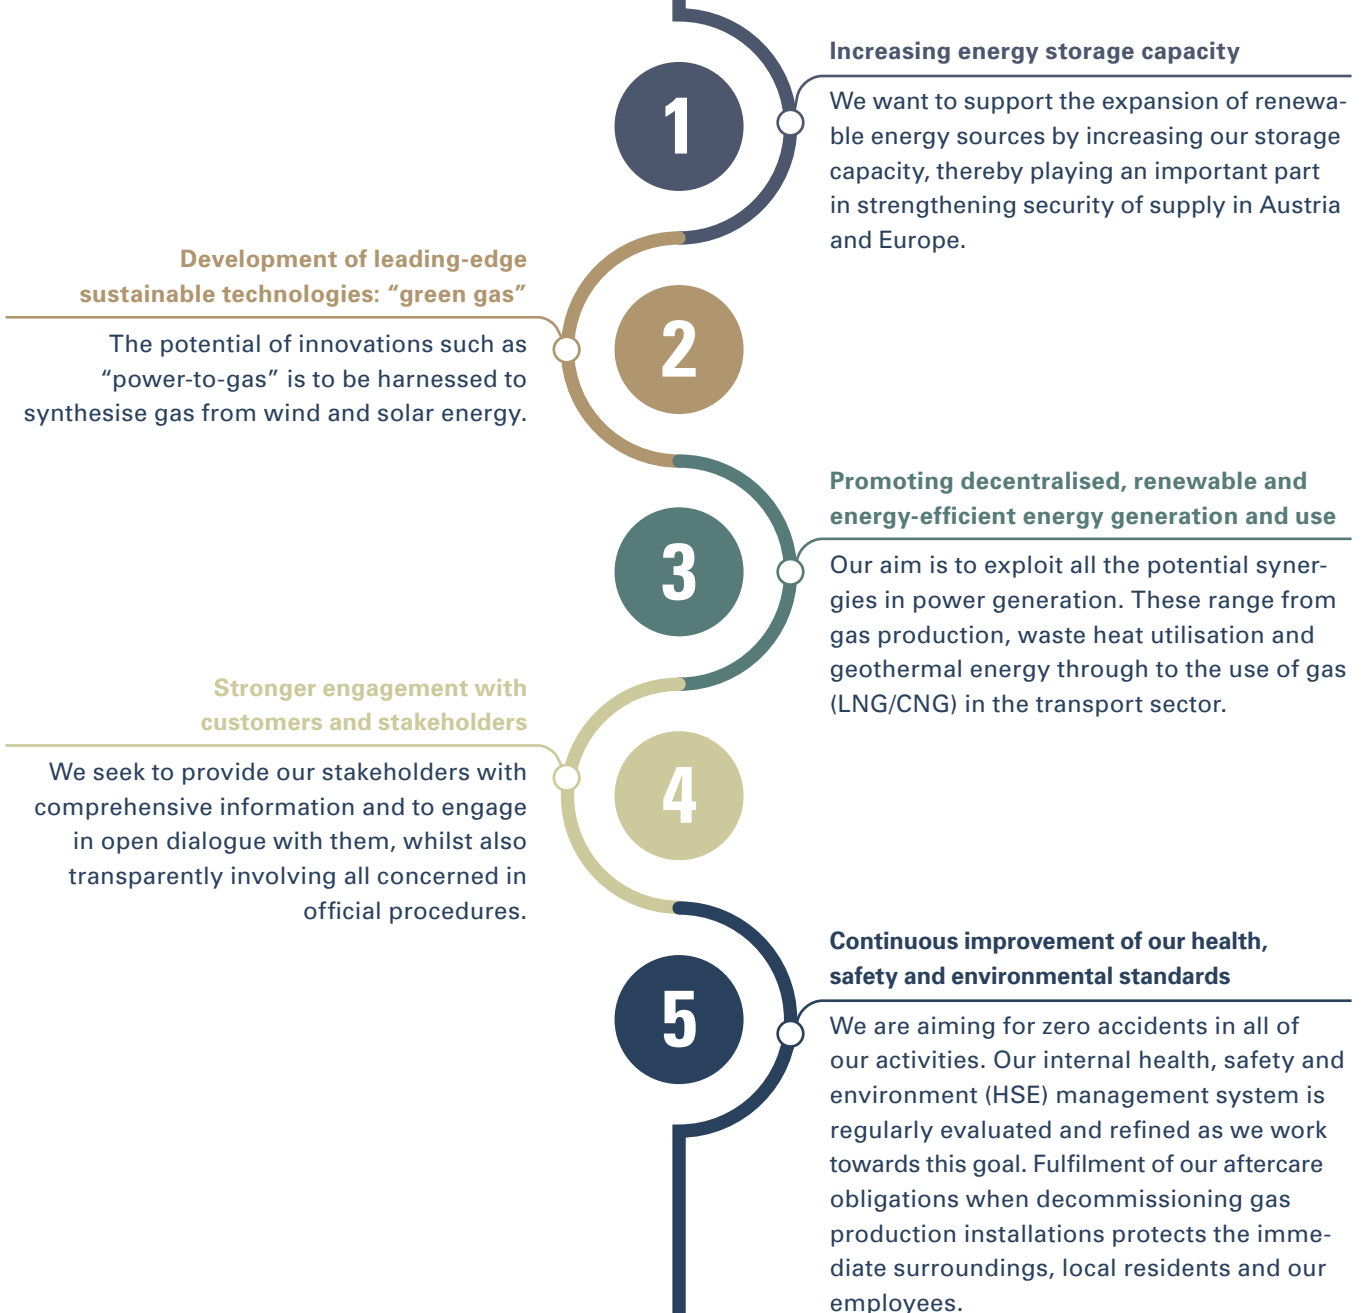 1
Increasing energy storage capacity
We want to support the expansion of renewa-
ble energy sources by increasing our storage
capacity, thereby playing an important part
in strengthening security of supply in Austria
and Europe.
Development of leading-edge
sustainable technologies: “green gas”
The potential of innovations such as
“power-to-gas” is to be harnessed to
synthesise gas from wind and solar energy.
2
3
Promoting decentralised, renewable and
energy-efficient energy generation and use
Our aim is to exploit all the potential syner-
gies in power generation. These range from
gas production, waste heat utilisation and
geothermal energy through to the use of gas
(LNG/CNG) in the transport sector.
Stronger engagement with
customers and stakeholders
We seek to provide our stakeholders with
comprehensive information and to engage
in open dialogue with them, whilst also
transparently involving all concerned in
official procedures.
4
5
Continuous improvement of our health,
safety and environmental standards
We are aiming for zero accidents in all of
our activities. Our internal health, safety and
environment (HSE) management system is
regularly evaluated and refined as we work
towards this goal. Fulfilment of our aftercare
obligations when decommissioning gas
production installations protects the imme-
diate surroundings, local residents and our
employees.